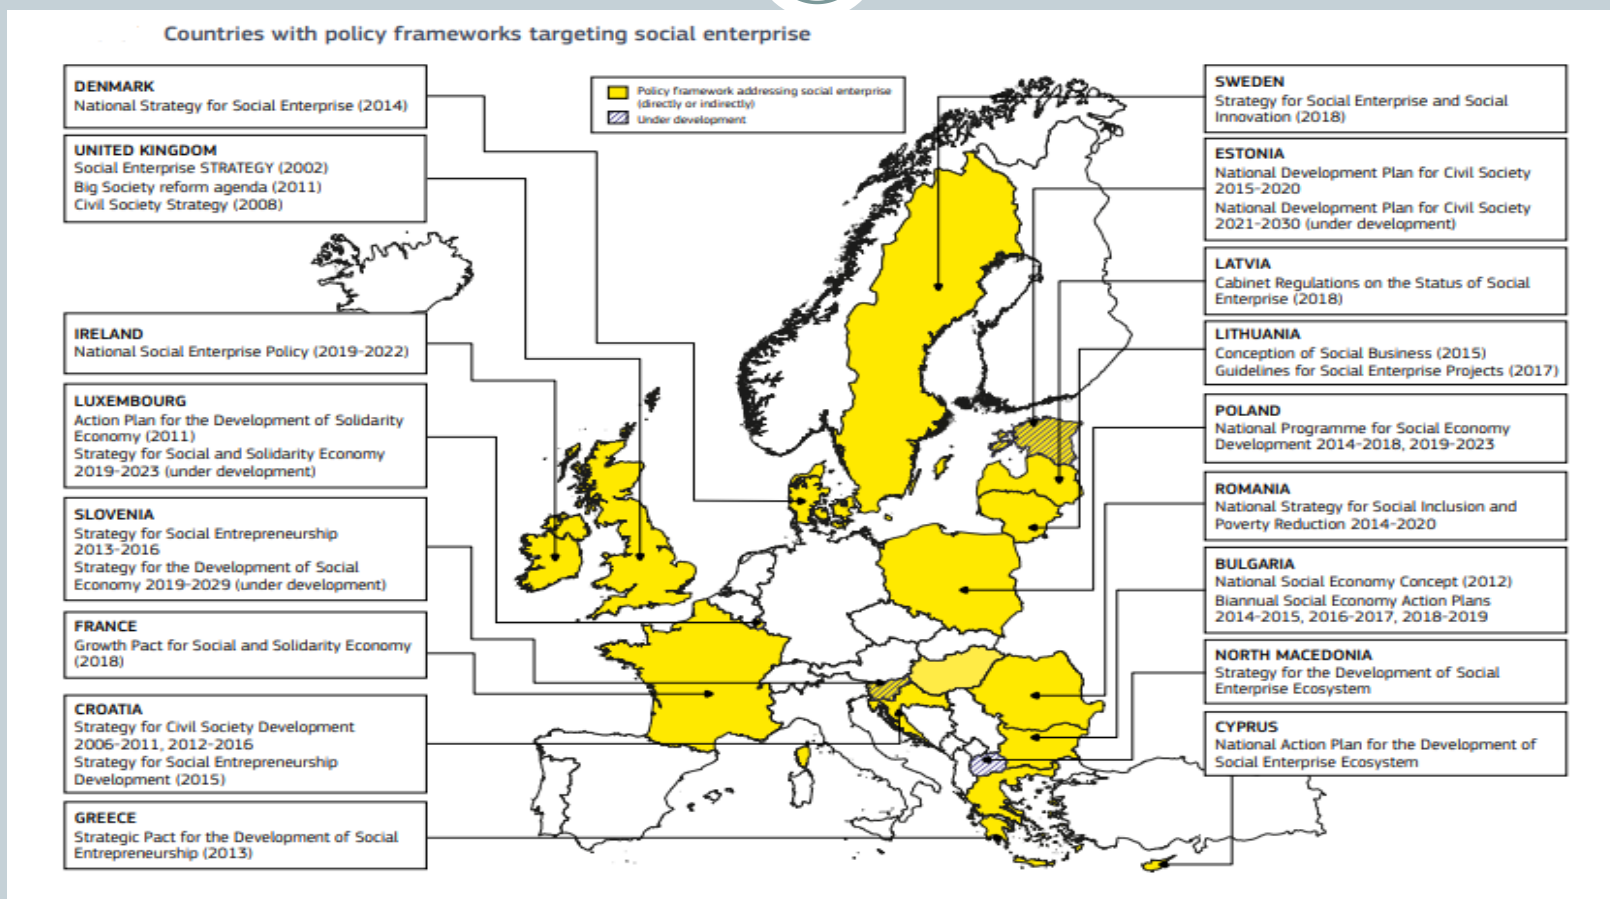 Countries with policy frameworks targeting social enterprise
DENMARK
National Strategy for Social Enterprise (2014)
UNITED KINGDOM
Social Enterprise STRATEGY (2002)
Big Society reform agenda (2011)
Civil Society Strategy (2008)
IRELAND
National Social Enterprise Policy (2019-2022)
LUXEMBOURG
Action Plan for the Development of Solidarity
Economy (2011)
Strategy for Social and Solidarity Economy
2019-2023 (under development)
SLOVENIA
Strategy for Social Entrepreneurship
2013-2016
Strategy for the Development of Social
Economy 2019-2029 (under development)
FRANCE
Growth Pact for Social and Solidarity Economy
(2018)
CROATIA
Strategy for Civil Society Development
2006-2011, 2012-2016
Strategy for Social Entrepreneurship
Development (2015)
GREECE
Strategic Pact for the Development of Social
Entrepreneurship (2013)
Policy framework addressing social enterprise
(directly or indirectly)
Under development
SWEDEN
Strategy for Social Enterprise and Social
Innovation (2018)
ESTONIA
National Development Plan for Civil Society
2015-2020
National Development Plan for Civil Society
2021-2030 (under development)
LATVIA
Cabinet Regulations on the Status of Social
Enterprise (2018)
LITHUANIA
Conception of Social Business (2015)
Guidelines for Social Enterprise Projects (2017)
POLAND
National Programme for Social Economy
Development 2014-2018, 2019-2023
ROMANIA
National Strategy for Social Inclusion and
Poverty Reduction 2014-2020
BULGARIA
National Social Economy Concept (2012)
Biannual Social Economy Action Plans
2014-2015, 2016-2017, 2018-2019
NORTH MACEDONIA
Strategy for the Development of Social
Enterprise Ecosystem
CYPRUS
National Action Plan for the Development of
Social Enterprise Ecosystem